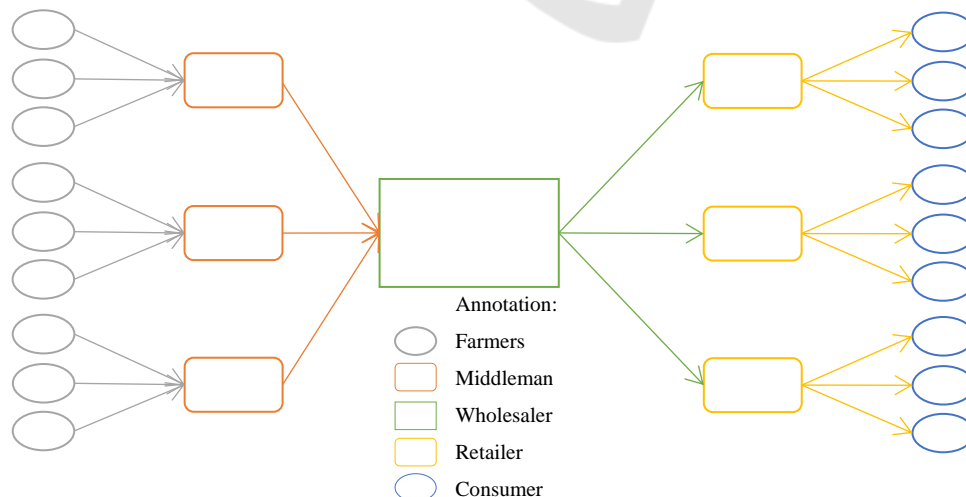 Annotation:
Farmers
Middleman
Wholesaler
Retailer
Consumer